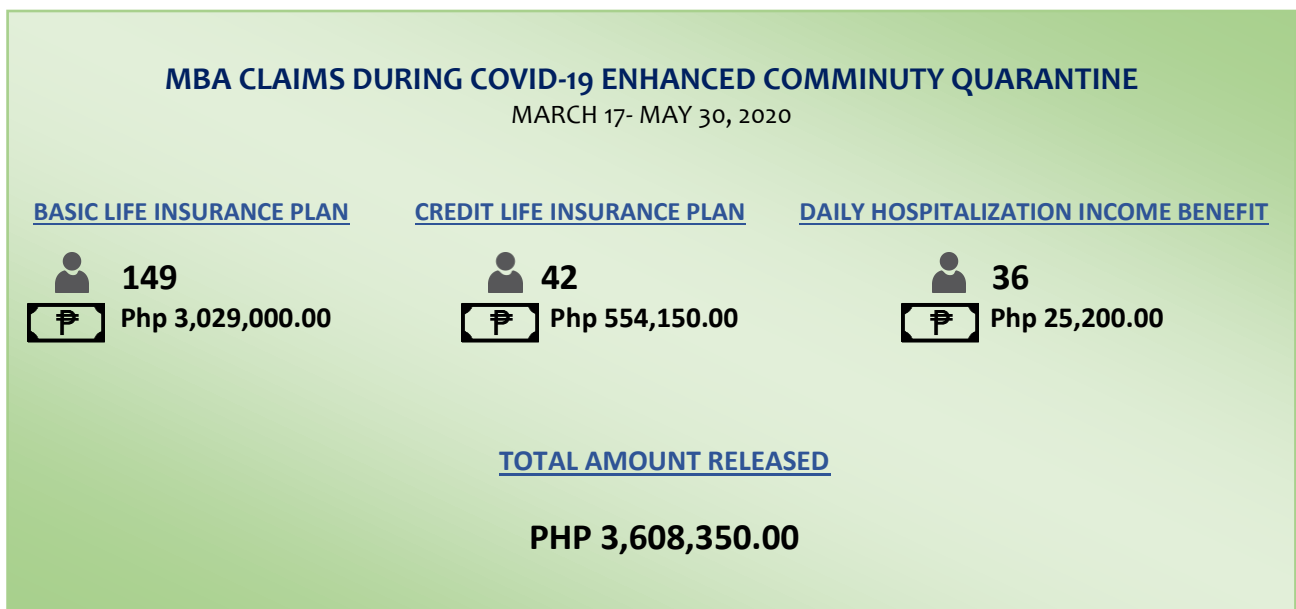 MBA CLAIMS DURING COVID-19 ENHANCED COMMINUTY QUARANTINE
MARCH 17- MAY 30, 2020
BASIC LIFE INSURANCE PLAN
149
₱ Php 3,029,000.00
CREDIT LIFE INSURANCE PLAN
42
₱ Php 554,150.00
DAILY HOSPITALIZATION INCOME BENEFIT
36
₱ Php 25,200.00
TOTAL AMOUNT RELEASED
PHP 3,608,350.00